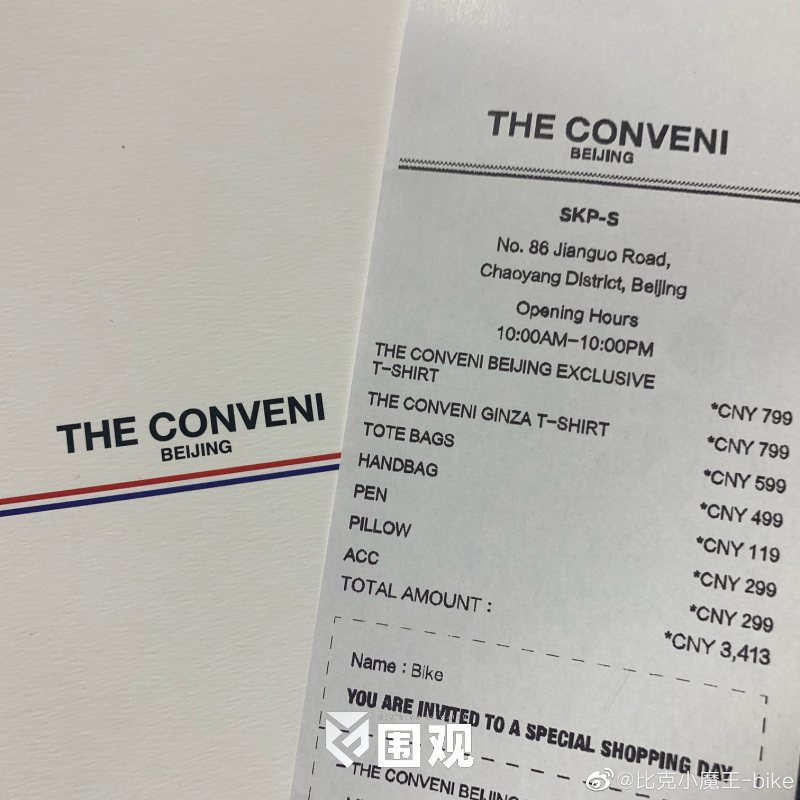 THE CONVENI
BEIJING
THE CONVENI
BEIJING
SKP-S
No. 86 Jianguo Road,
Chaoyang District, Beijing
Opening Hours
10:00AM-10:00PM
THE CONVENI BEIJING EXCLUSIVE
T-SHIRT *CNY 799
THE CONVENI GINZA T-SHIRT *CNY 799
TOTE BAGS *CNY 599
HANDBAG *CNY 499
PEN *CNY 119
PILLOW *CNY 299
ACC *CNY 299
TOTAL AMOUNT : *CNY 3,413
Name : Bike
YOU ARE INVITED TO A SPECIAL SHOPPING DAY
THE CONVENI BEIJING
围观
@比克小魔王-bike